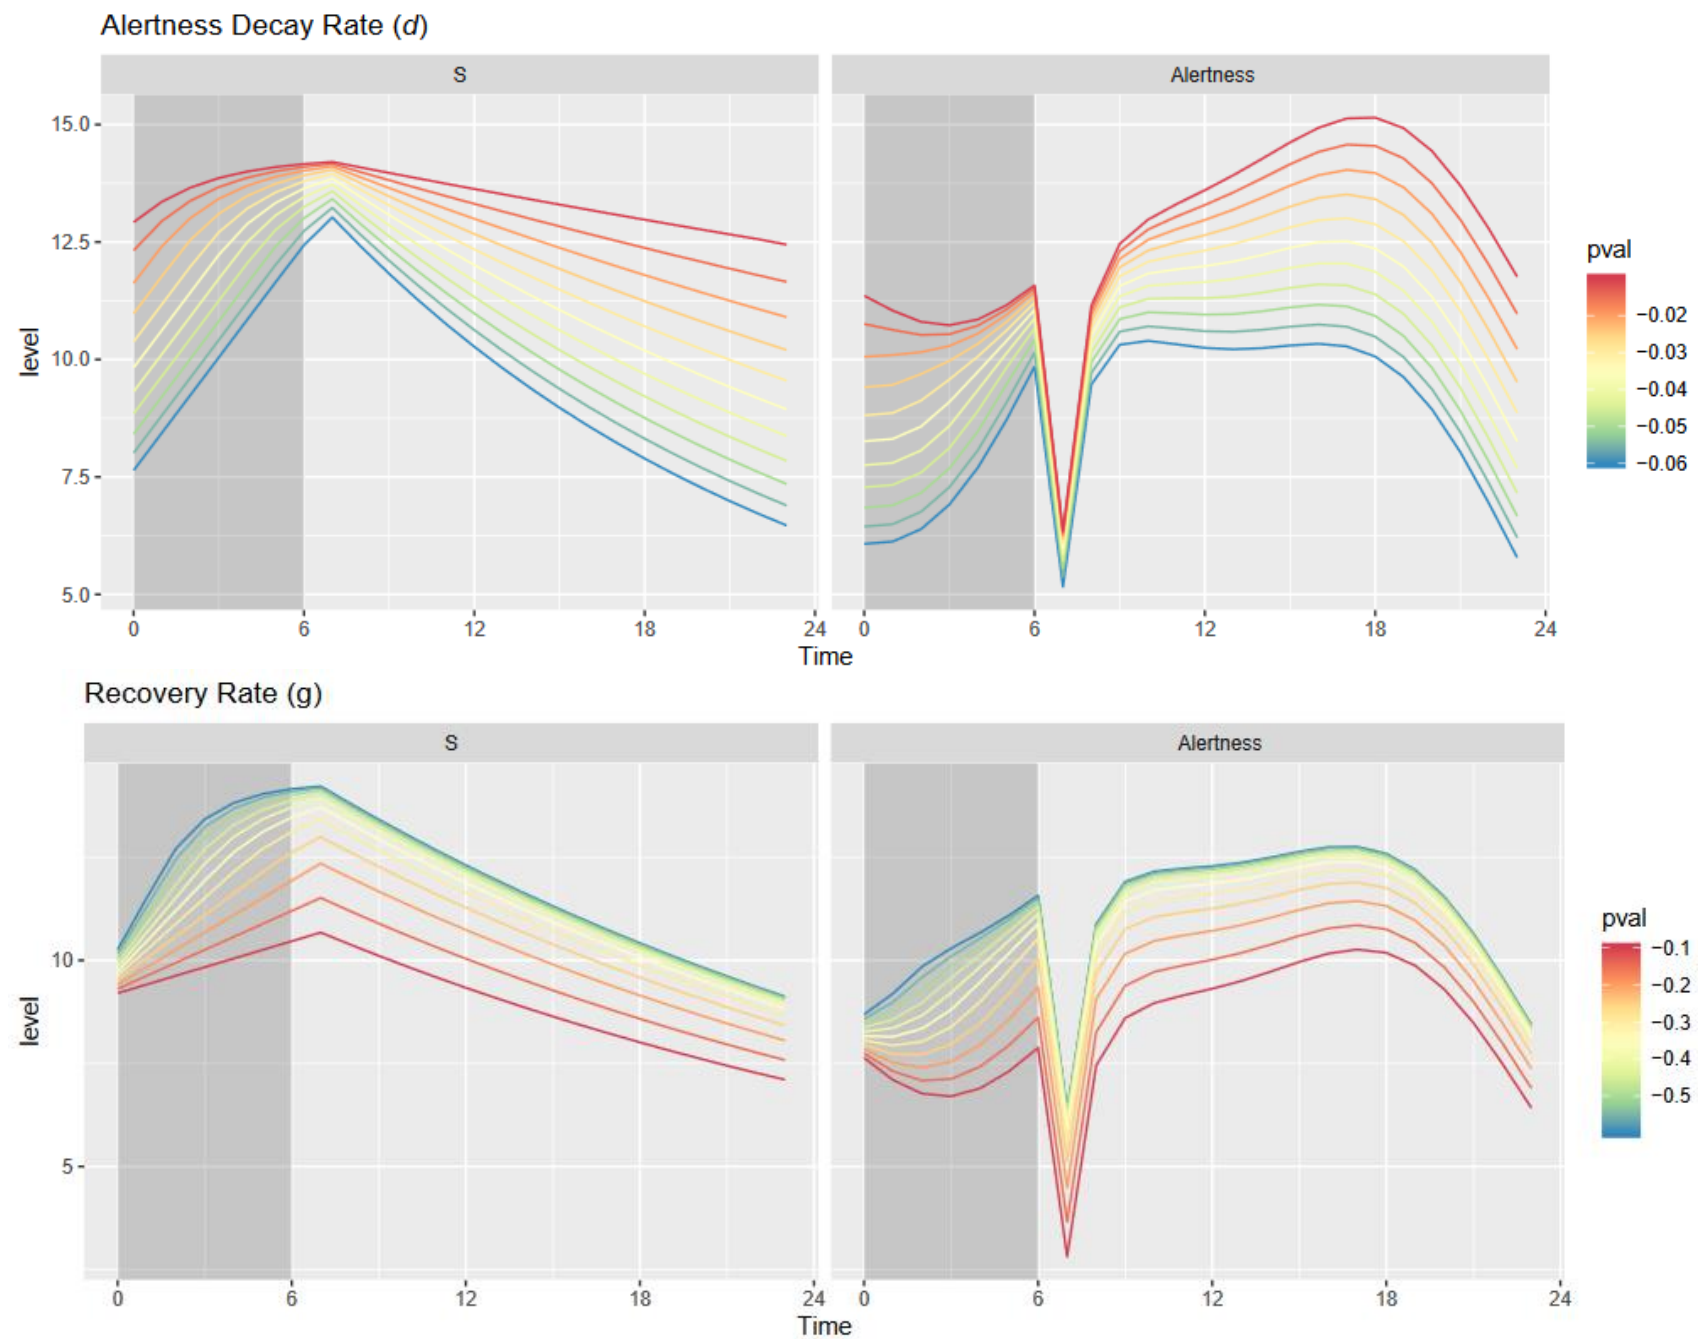 Alertness Decay Rate (d)
S
Alertness
15.0
12.5
10.0
7.5
5.0
level
0 6 12 18 24
0 6 12 18 24
Time
pval
−0.02
−0.03
−0.04
−0.05
−0.06
Recovery Rate (g)
S
Alertness
10
5
level
0 6 12 18 24
0 6 12 18 24
Time
pval
−0.1
−0.2
−0.3
−0.4
−0.5